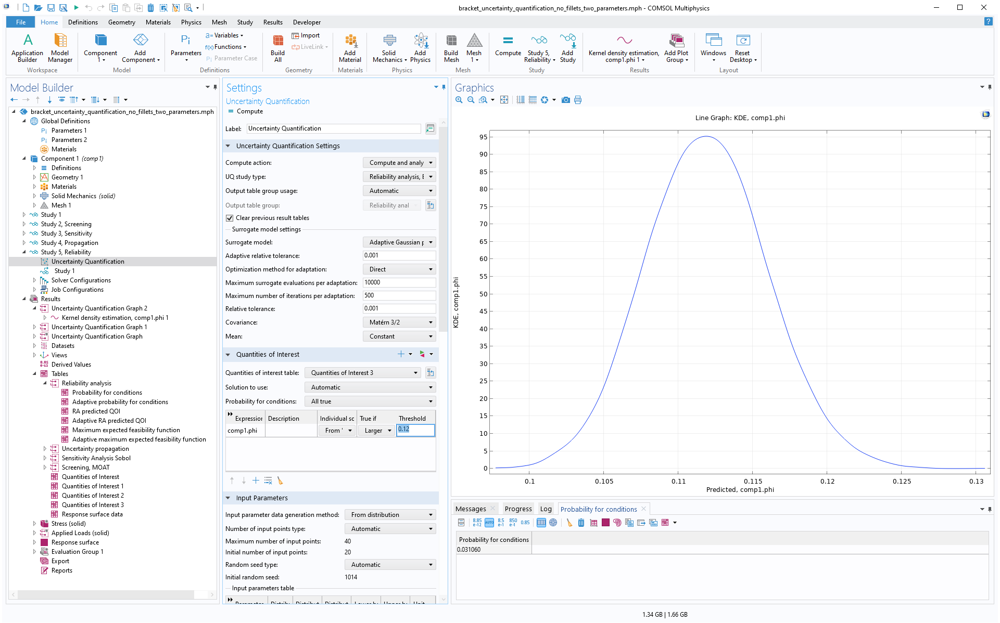 bracket_uncertainty_quantification_no_fillets_two_parameters.mph - COMSOL Multiphysics
File Home Definitions Geometry Materials Physics Mesh Study Results Developer
Application Builder
Model Manager
Workspace
Component 1
Add Component
Model
Pi
Parameters
a= Variables
f(x) Functions
Pi Parameter Case
Definitions
Build All
Import
LiveLink
Geometry
Add Material
Materials
Solid Mechanics
Add Physics
Physics
Build Mesh
Mesh 1
Mesh
Compute
Study 5, Reliability
Add Study
Study
Kernel density estimation, comp1.phi 1
Add Plot Group
Results
Windows
Reset Desktop
Layout
Model Builder
bracket_uncertainty_quantification_no_fillets_two_parameters.mph
Global Definitions
Pi Parameters 1
Pi Parameters 2
Materials
Component 1 (comp1)
Definitions
Geometry 1
Materials
Solid Mechanics (solid)
Mesh 1
Study 1
Study 2, Screening
Study 3, Sensitivity
Study 4, Propagation
Study 5, Reliability
Uncertainty Quantification
Study 1
Solver Configurations
Job Configurations
Results
Uncertainty Quantification Graph 2
Kernel density estimation, comp1.phi 1
Uncertainty Quantification Graph 1
Uncertainty Quantification Graph
Datasets
Views
8.85 e-12 Derived Values
Tables
Reliability analysis
Probability for conditions
Adaptive probability for conditions
RA predicted QOI
Adaptive RA predicted QOI
Maximum expected feasibility function
Adaptive maximum expected feasibility function
Uncertainty propagation
Sensitivity Analysis Sobol
Screening, MOAT
Quantities of Interest
Quantities of Interest 1
Quantities of Interest 2
Quantities of Interest 3
Response surface data
Stress (solid)
Applied Loads (solid)
Response surface
Evaluation Group 1
Export
Reports
Settings
Uncertainty Quantification
= Compute
Label: Uncertainty Quantification
Uncertainty Quantification Settings
Compute action: Compute and analy
UQ study type: Reliability analysis, E
Output table group usage: Automatic
Output table group: Reliability anal
Clear previous result tables
Surrogate model settings
Surrogate model: Adaptive Gaussian p
Adaptive relative tolerance: 0.001
Optimization method for adaptation: Direct
Maximum surrogate evaluations per adaptation: 10000
Maximum number of iterations per adaptation: 500
Relative tolerance: 0.001
Covariance: Matérn 3/2
Mean: Constant
Quantities of Interest
Quantities of interest table: Quantities of Interest 3
Solution to use: Automatic
Probability for conditions: All true
Expression Description Individual sc True if Threshold
comp1.phi From ' Larger 0.12
Input Parameters
Input parameter data generation method: From distribution
Number of input points type: Automatic
Maximum number of input points: 40
Initial number of input points: 20
Random seed type: Automatic
Initial random seed: 1014
Input parameters table
Graphics
Line Graph: KDE, comp1.phi
95
90
85
80
75
70
65
60
55
50
45
40
35
30
25
20
15
10
5
0
KDE, comp1.phi
0.1 0.105 0.11 0.115 0.12 0.125 0.13
Predicted, comp1.phi
Messages Progress Log Probability for conditions
8.85 e-12 AUTO 8.5 e-1 850 e-1 0.85
Probability for conditions
0.031060
1.34 GB | 1.66 GB